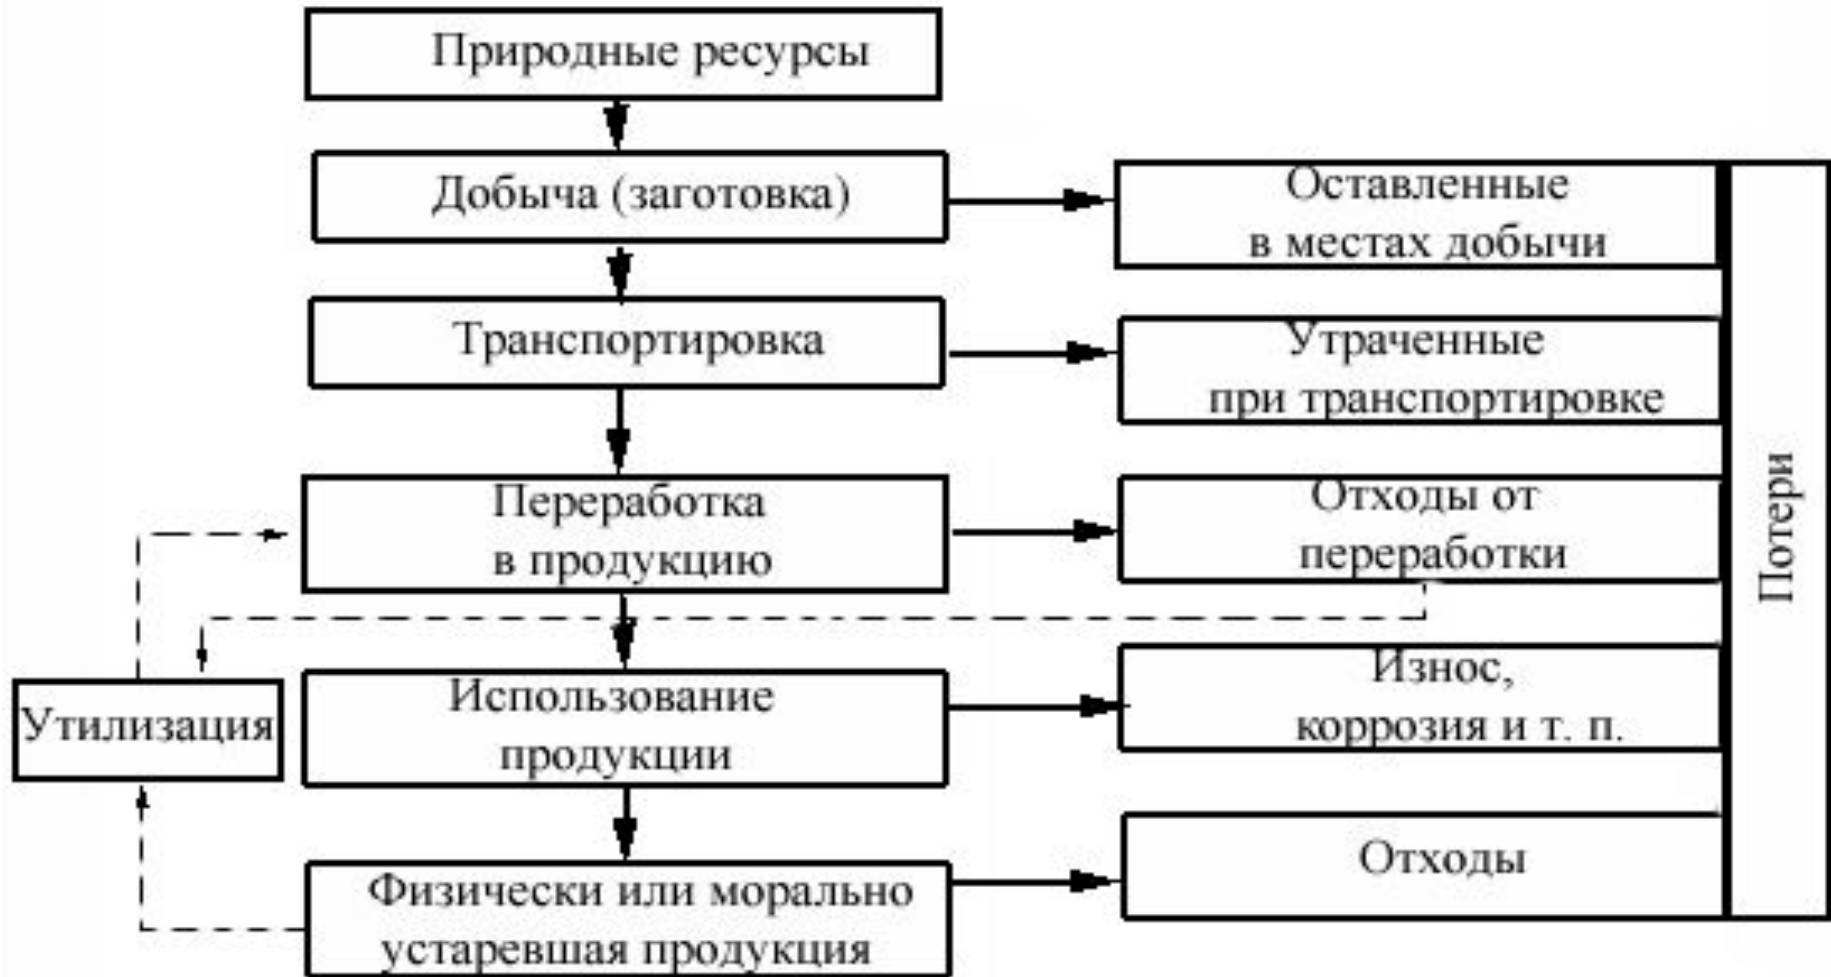 Природные ресурсы
Добыча (заготовка)
Оставленные
в местах добычи
Транспортировка
Утраченные
при транспортировке
Переработка
в продукцию
Отходы от
переработки
Потери
Утилизация
Использование
продукции
Износ,
коррозия и т. п.
Физически или морально
устаревшая продукция
Отходы